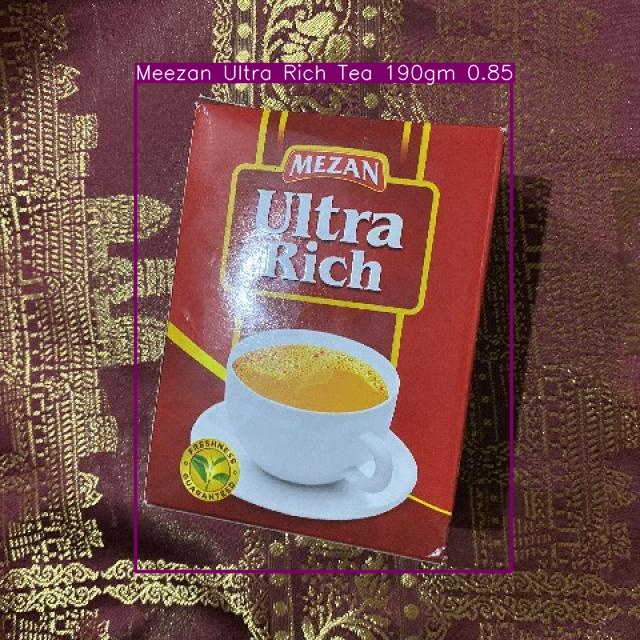 Meezan Ultra Rich Tea 190gm 0.85
MEZAN
Ultra
Rich
FRESHNESS
GUARANTEED